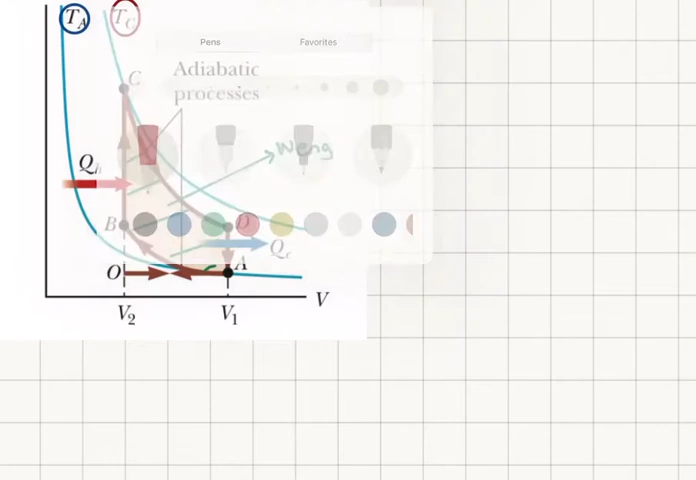 T_A T_C
Pens Favorites
C
Adiabatic
processes
Q_h
Weng
B
D
Q_c
O
A
V
V_2 V_1